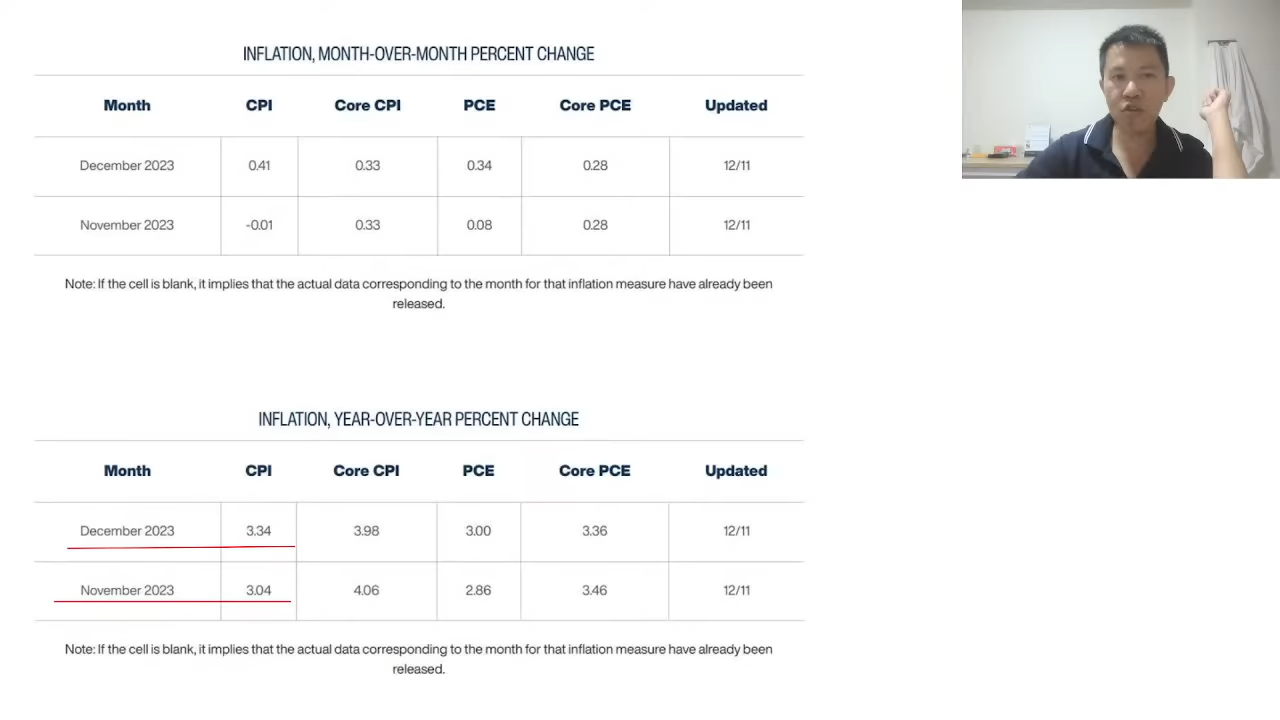 INFLATION, MONTH-OVER-MONTH PERCENT CHANGE
Month CPI Core CPI PCE Core PCE Updated
December 2023 0.41 0.33 0.34 0.28 12/11
November 2023 -0.01 0.33 0.08 0.28 12/11
Note: If the cell is blank, it implies that the actual data corresponding to the month for that inflation measure have already been
released.
INFLATION, YEAR-OVER-YEAR PERCENT CHANGE
Month CPI Core CPI PCE Core PCE Updated
December 2023 3.34 3.98 3.00 3.36 12/11
November 2023 3.04 4.06 2.86 3.46 12/11
Note: If the cell is blank, it implies that the actual data corresponding to the month for that inflation measure have already been
released.